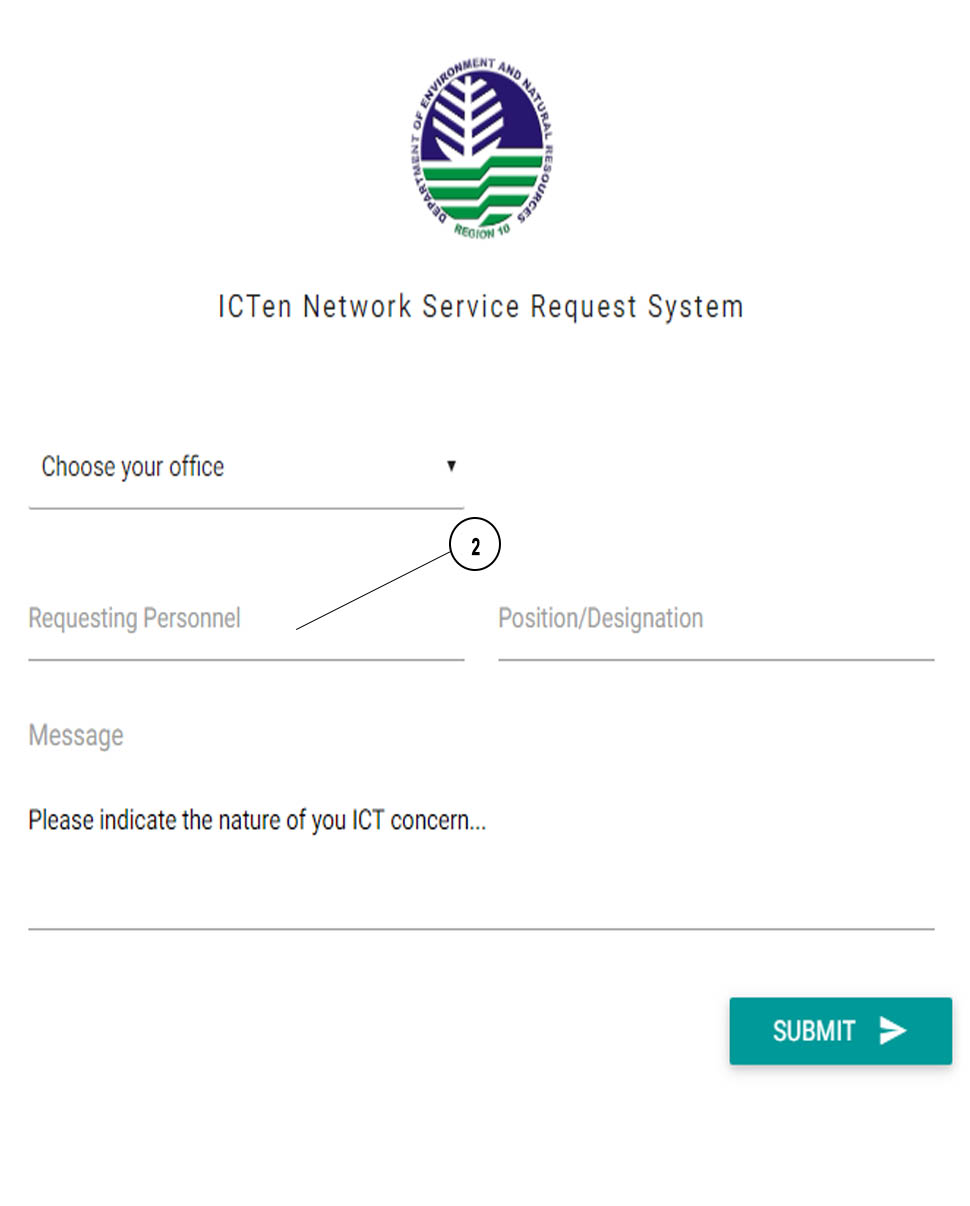 DEPARTMENT OF ENVIRONMENT AND NATURAL RESOURCES
REGION 10
ICTen Network Service Request System
Choose your office
2
Requesting Personnel
Position/Designation
Message
Please indicate the nature of you ICT concern...
SUBMIT